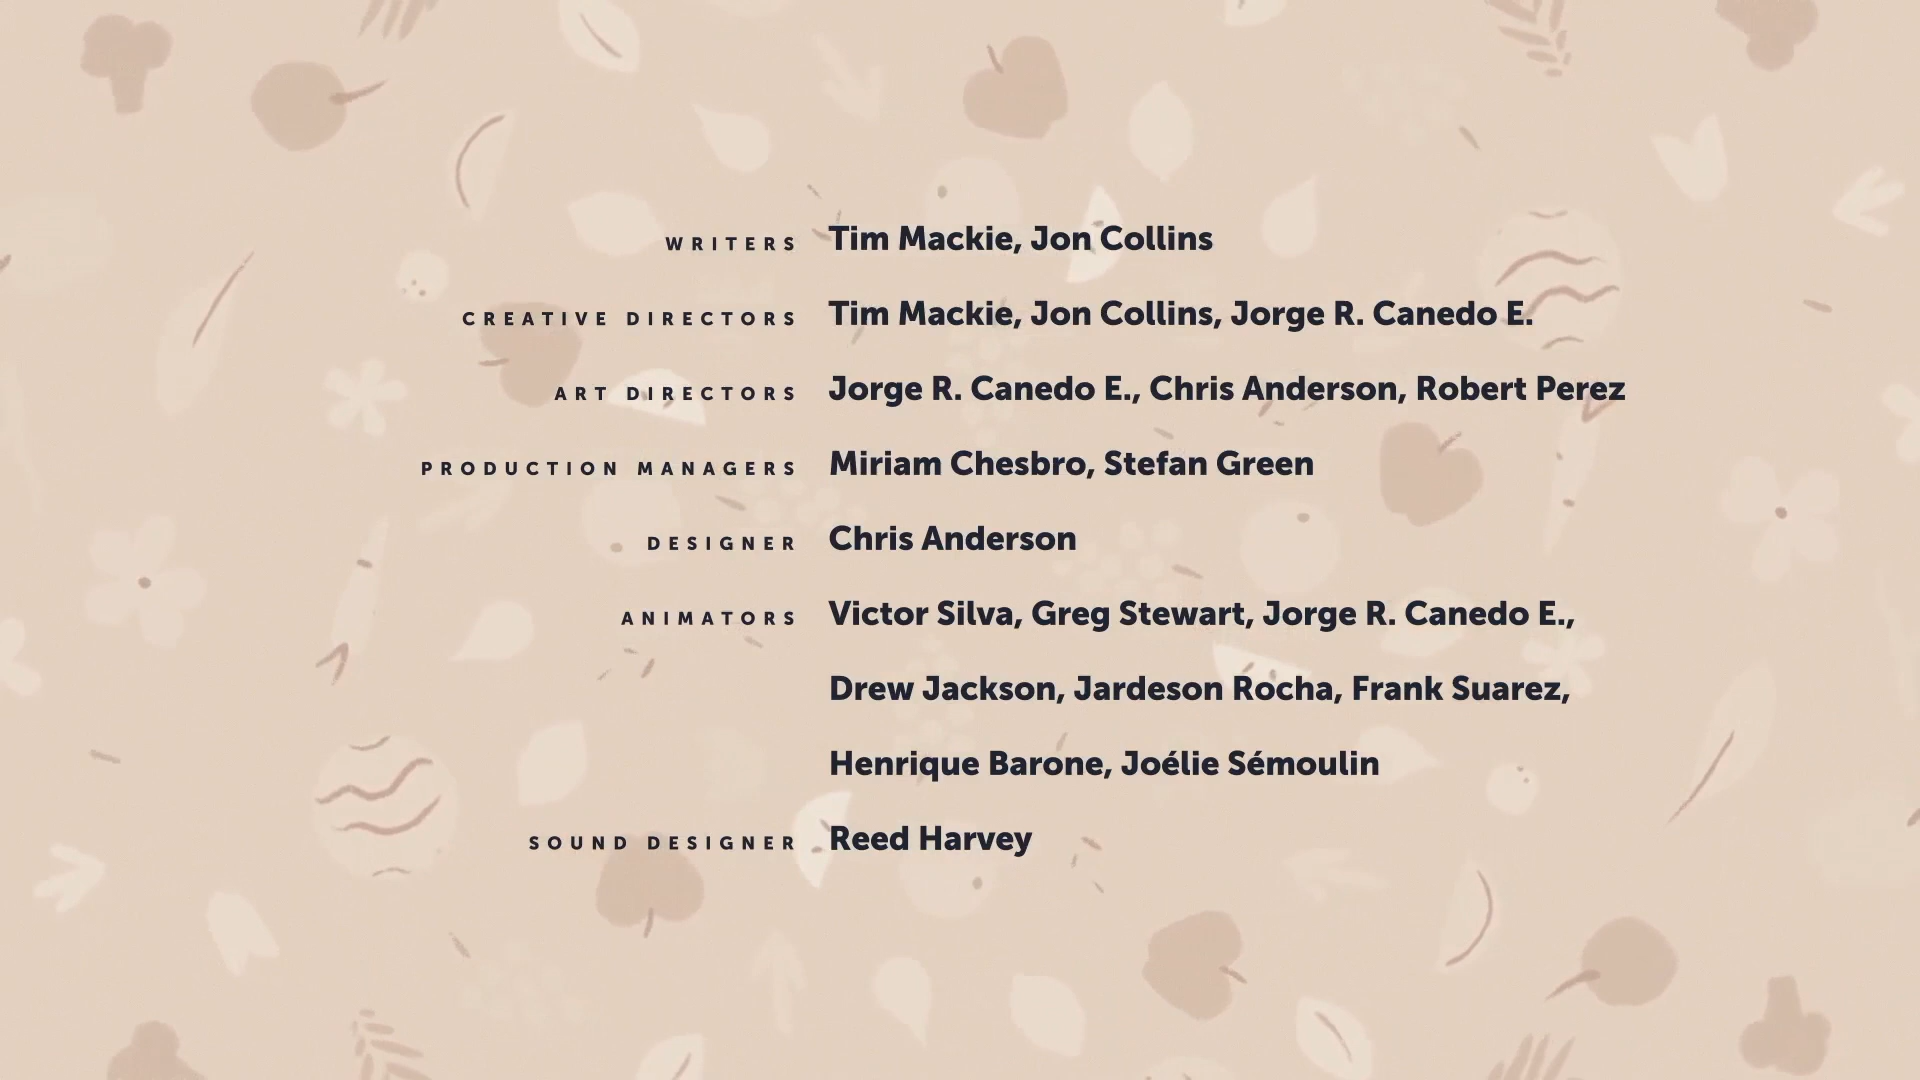 WRITERS Tim Mackie, Jon Collins
CREATIVE DIRECTORS Tim Mackie, Jon Collins, Jorge R. Canedo E.
ART DIRECTORS Jorge R. Canedo E., Chris Anderson, Robert Perez
PRODUCTION MANAGERS Miriam Chesbro, Stefan Green
DESIGNER Chris Anderson
ANIMATORS Victor Silva, Greg Stewart, Jorge R. Canedo E.,
Drew Jackson, Jardeson Rocha, Frank Suarez,
Henrique Barone, Joélie Sémoulin
SOUND DESIGNER Reed Harvey